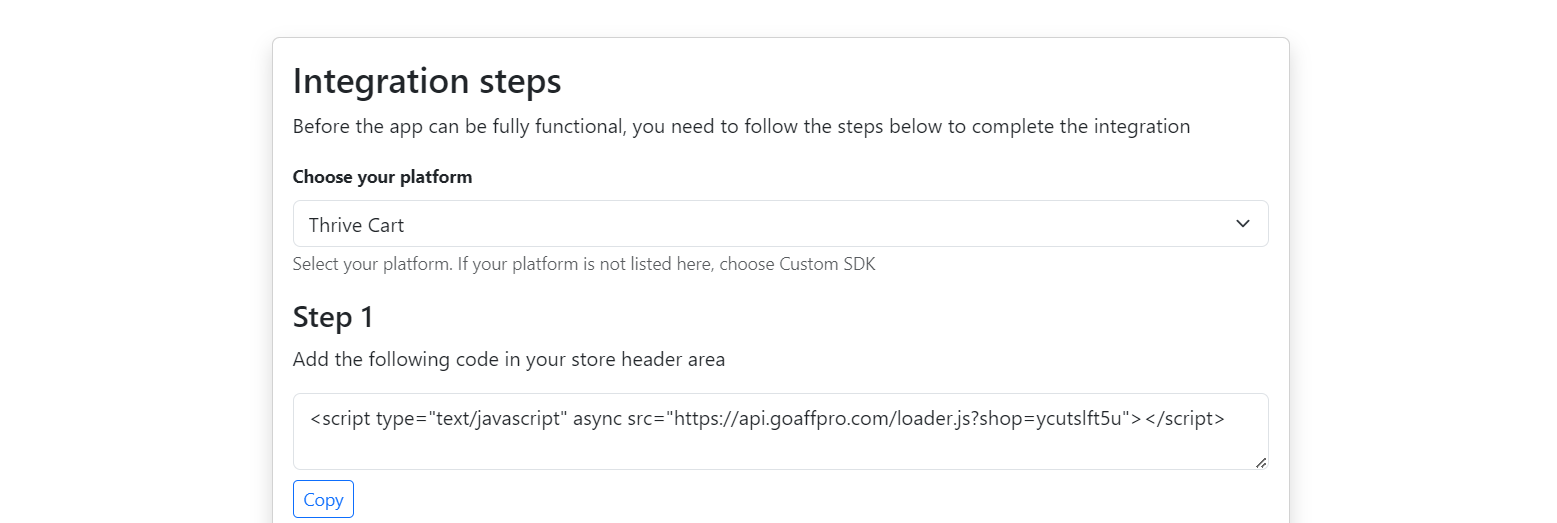 Integration steps
Before the app can be fully functional, you need to follow the steps below to complete the integration
Choose your platform
Thrive Cart
Select your platform. If your platform is not listed here, choose Custom SDK
Step 1
Add the following code in your store header area
<script type="text/javascript" async src="https://api.goaffpro.com/loader.js?shop=ycutslft5u"></script>
Copy